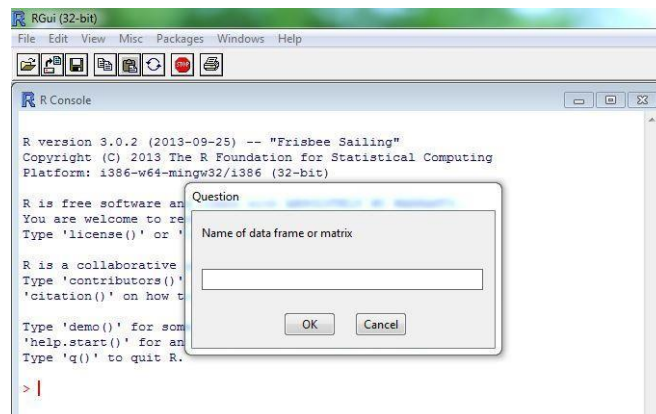 RGui (32-bit)
File Edit View Misc Packages Windows Help
STOP
R Console
R version 3.0.2 (2013-09-25) -- "Frisbee Sailing"
Copyright (C) 2013 The R Foundation for Statistical Computing
Platform: i386-w64-mingw32/i386 (32-bit)
R is free software an
You are welcome to re
Type 'license()' or '
R is a collaborative
Type 'contributors()'
'citation()' on how t
Type 'demo()' for som
'help.start()' for an
Type 'q()' to quit R.
>
Question
Name of data frame or matrix
OK Cancel